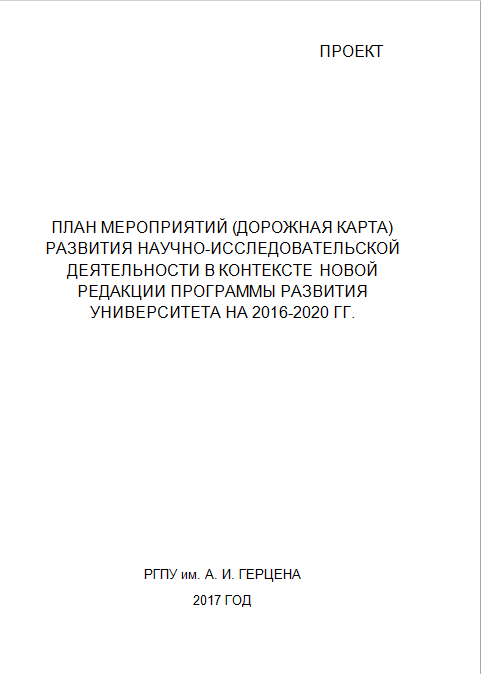 ПРОЕКТ
ПЛАН МЕРОПРИЯТИЙ (ДОРОЖНАЯ КАРТА)
РАЗВИТИЯ НАУЧНО-ИССЛЕДОВАТЕЛЬСКОЙ
ДЕЯТЕЛЬНОСТИ В КОНТЕКСТЕ НОВОЙ
РЕДАКЦИИ ПРОГРАММЫ РАЗВИТИЯ
УНИВЕРСИТЕТА НА 2016-2020 ГГ.
РГПУ им. А. И. ГЕРЦЕНА
2017 ГОД